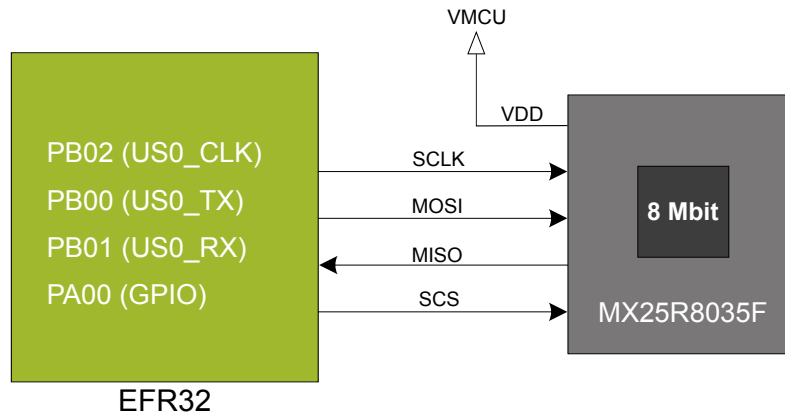 VMCU
VDD
PB02 (US0_CLK)
SCLK
PB00 (US0_TX)
MOSI
8 Mbit
PB01 (US0_RX)
MISO
PA00 (GPIO)
SCS
MX25R8035F
EFR32